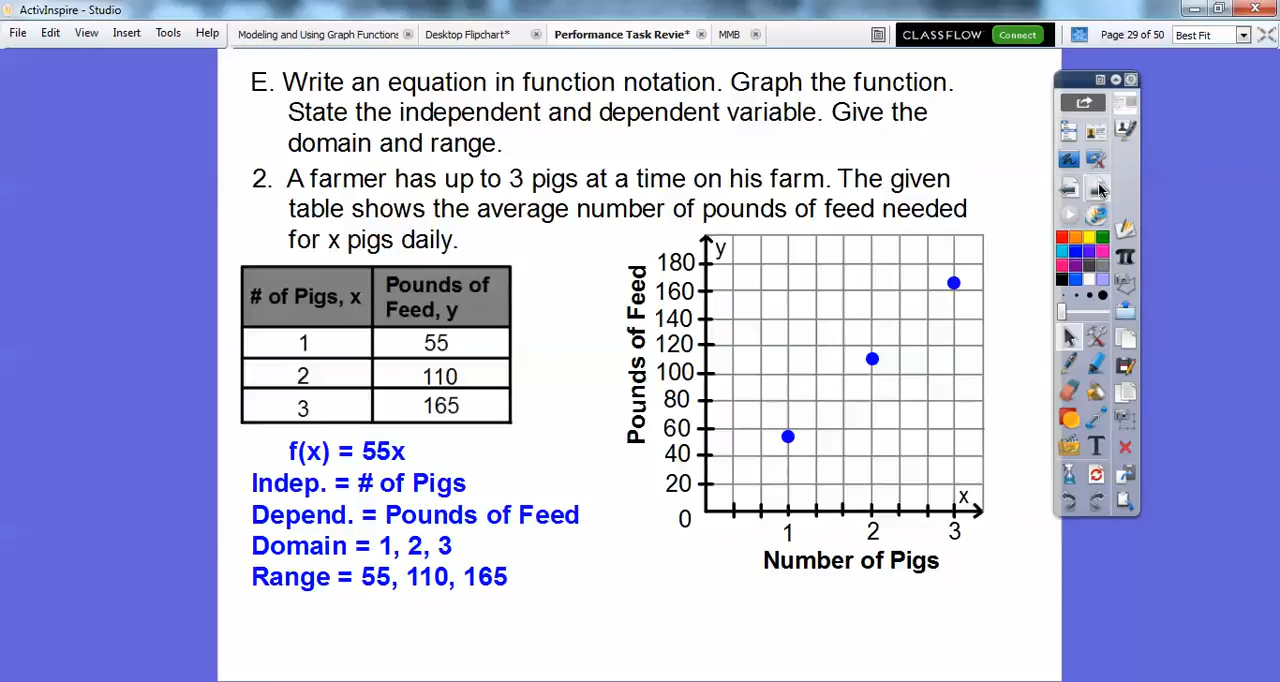 ActivInspire - Studio
File Edit View Insert Tools Help
Modeling and Using Graph Functions
Desktop Flipchart*
Performance Task Revie*
MMB
CLASSFLOW
Connect
Page 29 of 50
Best Fit
E. Write an equation in function notation. Graph the function.
State the independent and dependent variable. Give the
domain and range.
2. A farmer has up to 3 pigs at a time on his farm. The given
table shows the average number of pounds of feed needed
for x pigs daily.
# of Pigs, x
Pounds of
Feed, y
1 55
2 110
3 165
f(x) = 55x
Indep. = # of Pigs
Depend. = Pounds of Feed
Domain = 1, 2, 3
Range = 55, 110, 165
Pounds of Feed
y
180
160
140
120
100
80
60
40
20
0
x
1 2 3
Number of Pigs